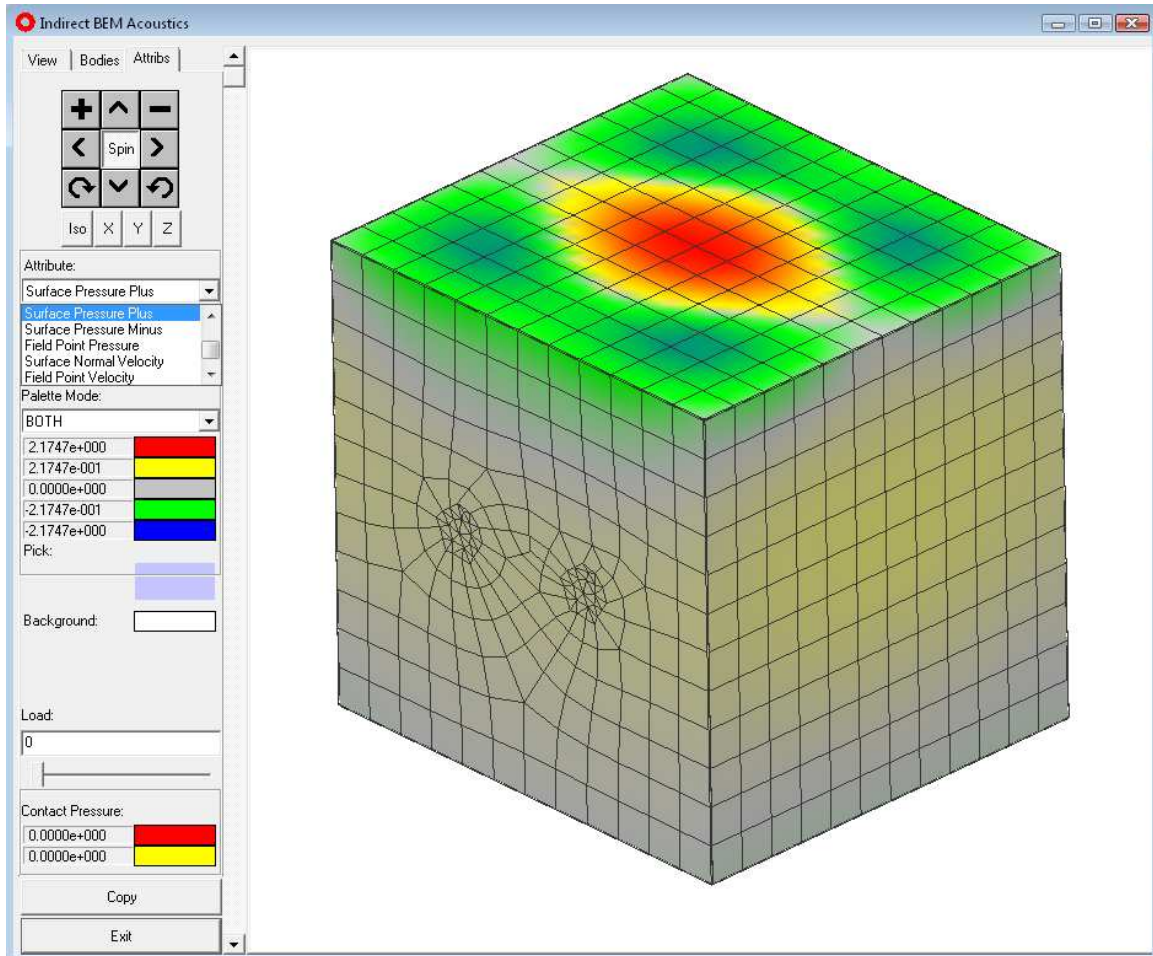 Indirect BEM Acoustics
View Bodies Attribs
Spin
Iso X Y Z
Attribute:
Surface Pressure Plus
Surface Pressure Plus
Surface Pressure Minus
Field Point Pressure
Surface Normal Velocity
Field Point Velocity
Palette Mode:
BOTH
2.1747e+000
2.1747e-001
0.0000e+000
-2.1747e-001
-2.1747e+000
Pick:
Background:
Load:
0
Contact Pressure:
0.0000e+000
0.0000e+000
Copy
Exit